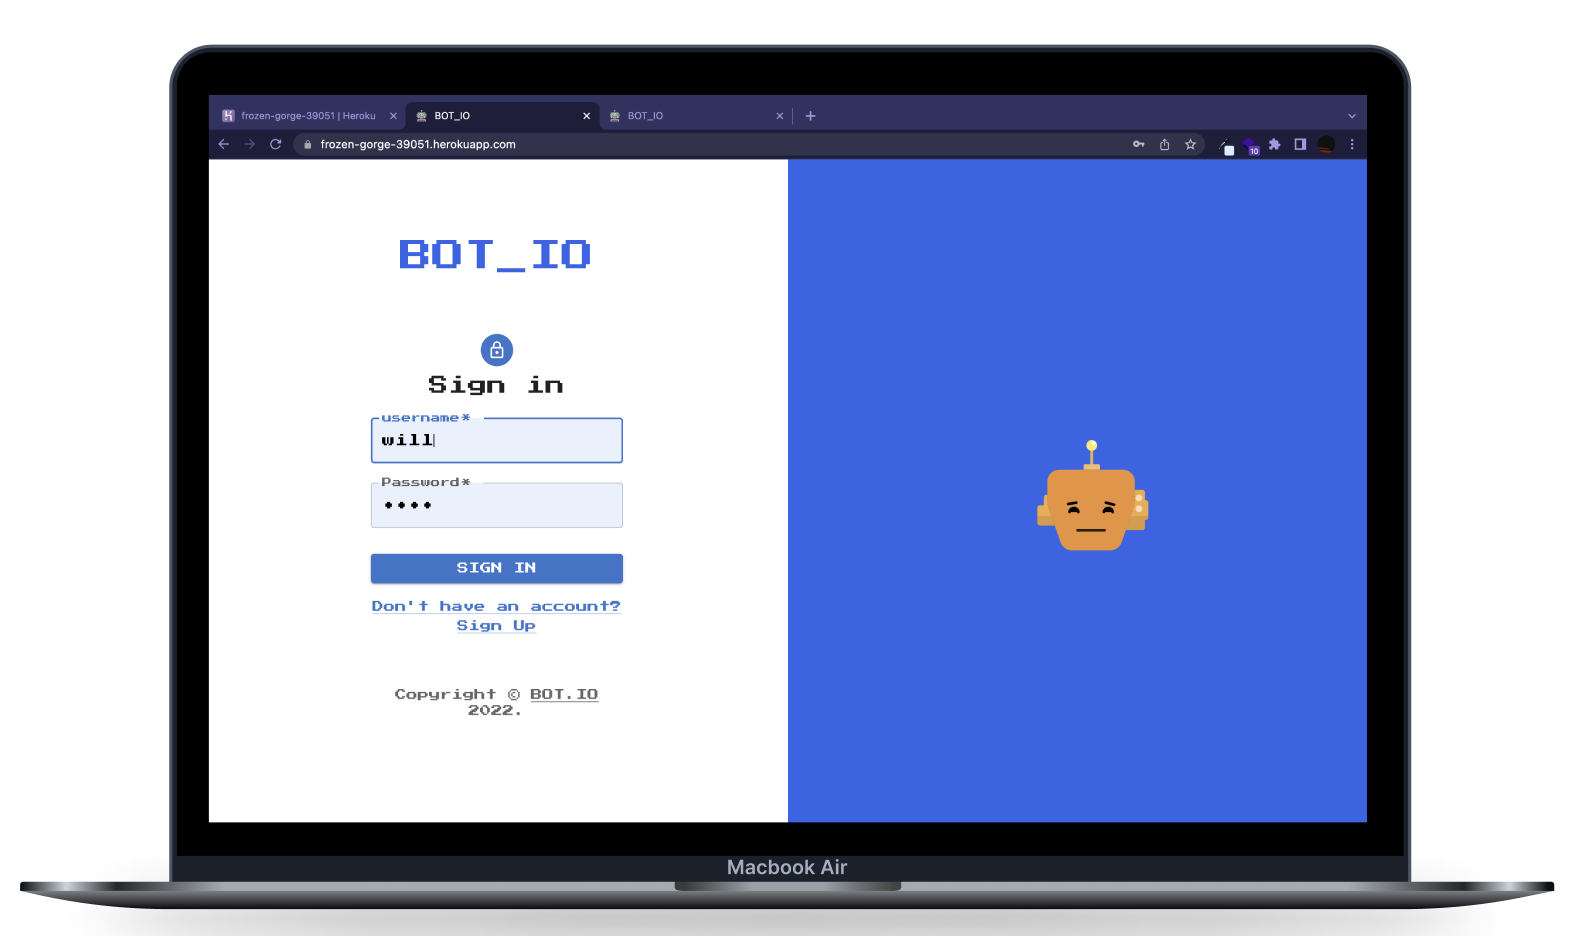 frozen-gorge-39051 | Heroku
BOT_IO
BOT_IO
frozen-gorge-39051.herokuapp.com
10
BOT_IO
Sign in
username*
will
Password*
SIGN IN
Don't have an account?
Sign Up
Copyright © BOT.IO
2022.
Macbook Air